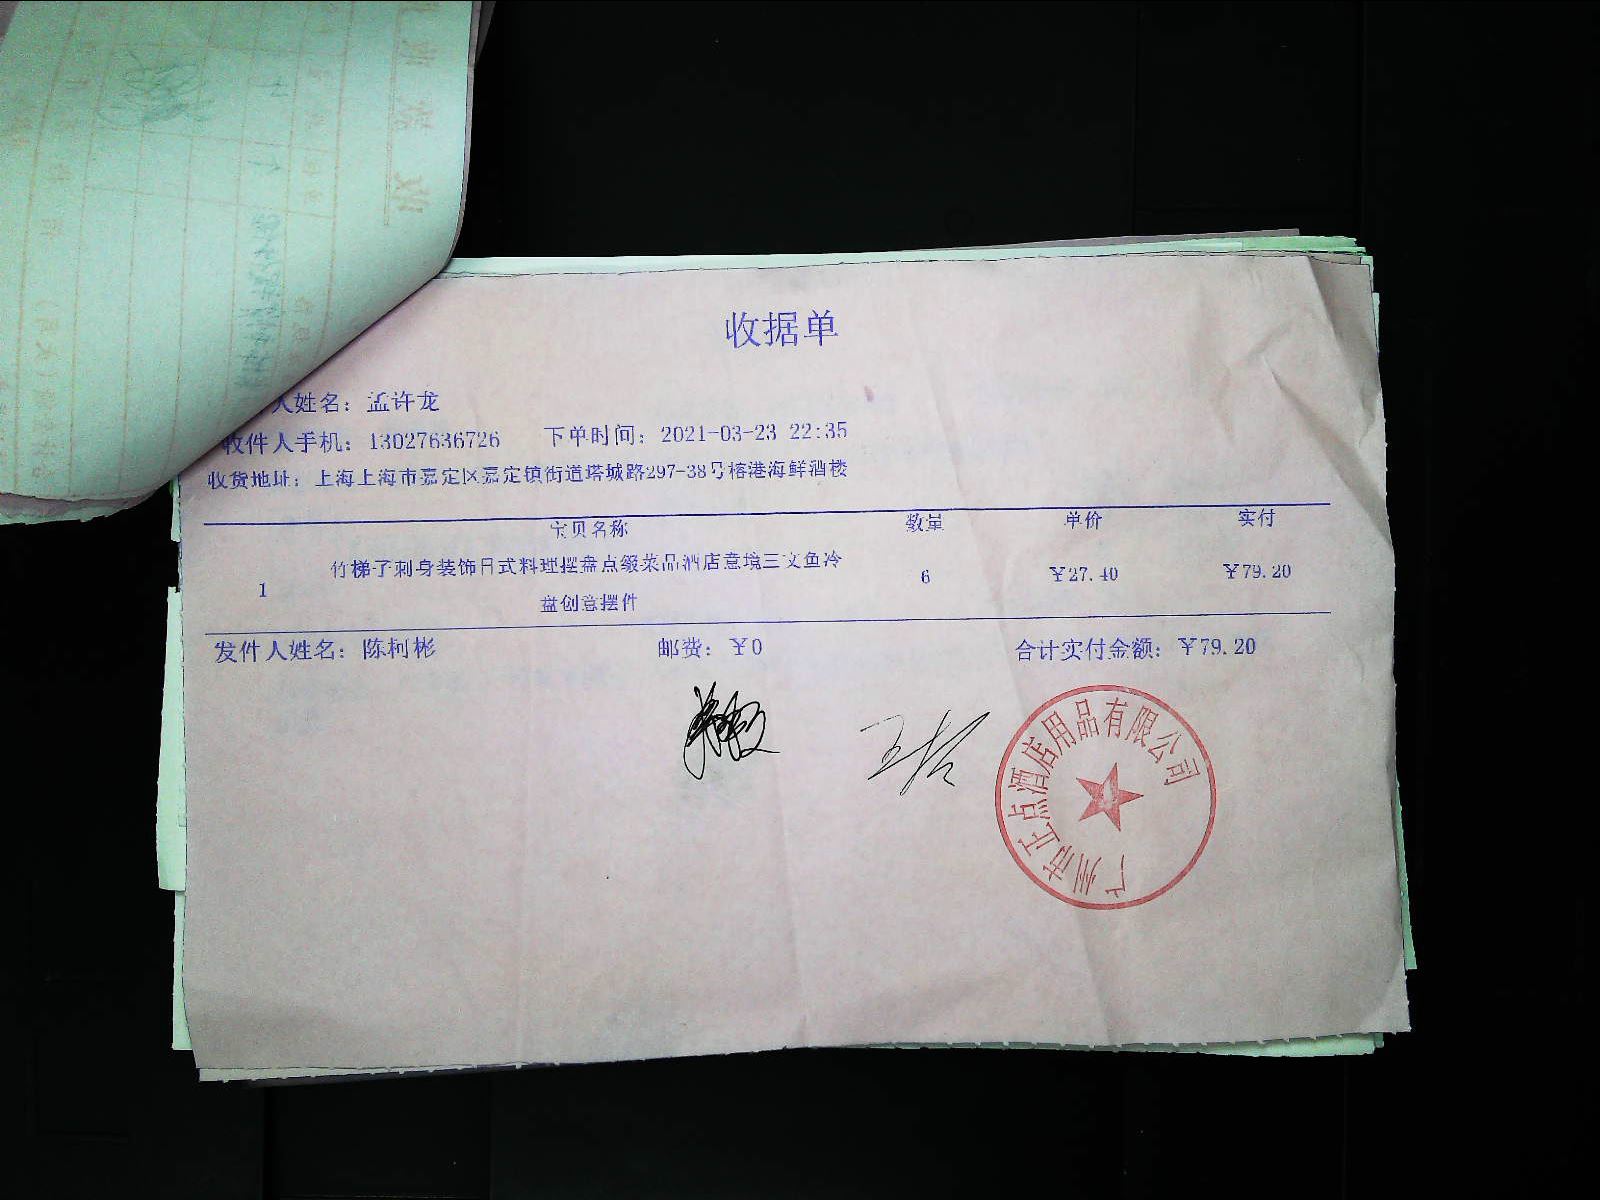 收据单
人姓名：孟许龙
收件人手机：13027636726 下单时间：2021-03-23 22:35
收货地址：上海上海市嘉定区嘉定镇街道塔城路297-38号榕港海鲜酒楼
宝贝名称 数量 单价 实付
1 竹梯子刺身装饰日式料理摆盘点缀菜品酒店意境三文鱼冷 6 ￥27.40 ￥79.20
盘创意摆件
发件人姓名：陈柯彬 邮费：￥0 合计实付金额：￥79.20
广州市正点酒店用品有限公司